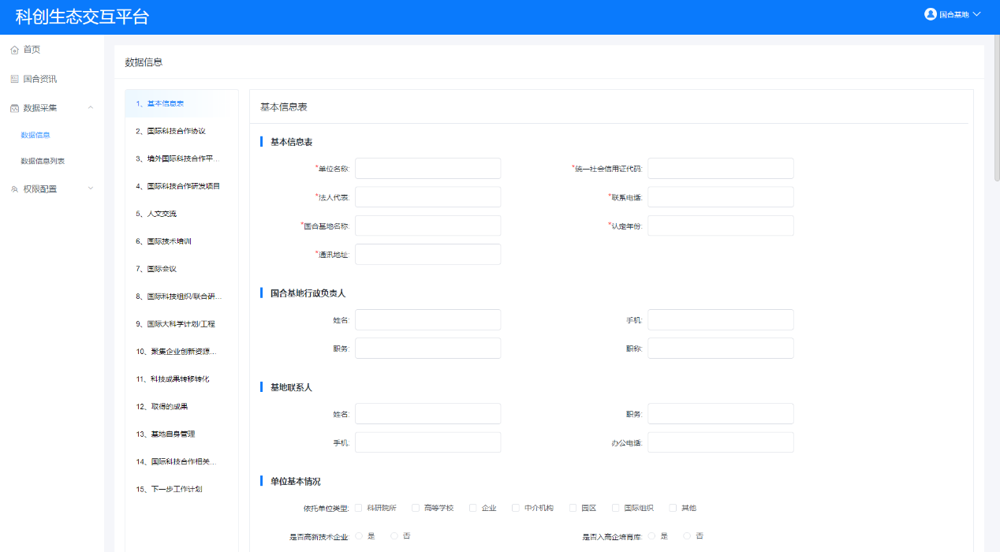 科创生态交互平台
国合基地
首页
国合资讯
数据采集
数据信息
数据信息列表
权限配置
数据信息
1、基本信息表
2、国际科技合作协议
3、境外国际科技合作平...
4、国际科技合作研发项目
5、人文交流
6、国际技术培训
7、国际会议
8、国际科技组织/联合研...
9、国际大科学计划/工程
10、聚集企业创新资源...
11、科技成果转移转化
12、取得的成果
13、基地自身管理
14、国际科技合作相关...
15、下一步工作计划
基本信息表
基本信息表
*单位名称:
*统一社会信用证代码:
*法人代表:
*联系电话:
*国合基地名称:
*认定年份:
*通讯地址:
国合基地行政负责人
姓名:
手机:
职务:
职称:
基地联系人
姓名:
职务:
手机:
办公电话:
单位基本情况
依托单位类型: 科研院所 高等学校 企业 中介机构 园区 国际组织 其他
是否高新技术企业: 是 否
是否入高企培育库: 是 否